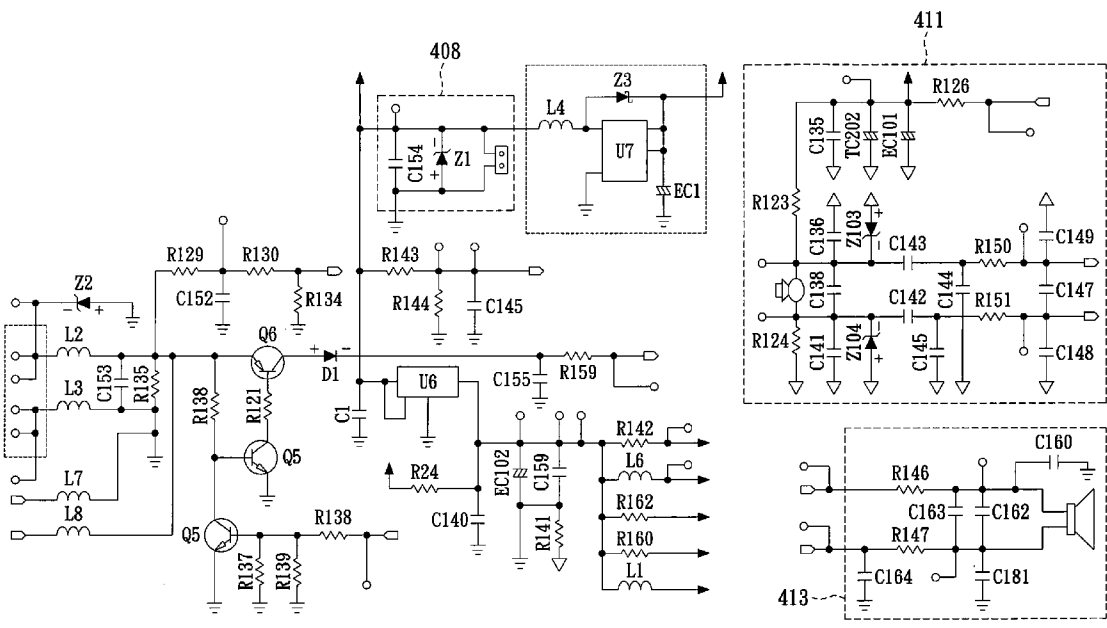 408
411
Z3
L4
U7
EC1
C154
Z1
R126
C135
TC202
EC101
R123
C136
Z103
C143
R150
C149
C138
C144
C147
C142
R151
R124
C141
Z104
C145
C148
R129
R130
R143
Z2
C152
R134
R144
C145
L2
Q6
D1
C153
R135
R138
R121
C1
U6
C155
R159
L3
Q5
R142
L7
R24
EC102
C159
L6
L8
C140
R162
R141
Q5
R138
R160
R137
R139
L1
C160
R146
C163
C162
R147
C164
C181
413